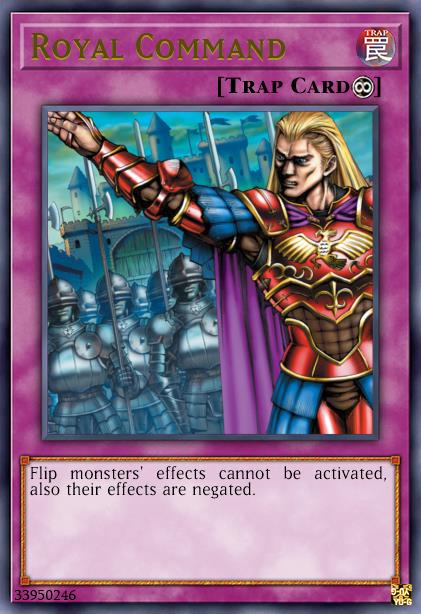 ROYAL COMMAND
TRAP
罠
[TRAP CARD♾]
Flip monsters' effects cannot be activated,
also their effects are negated.
33950246